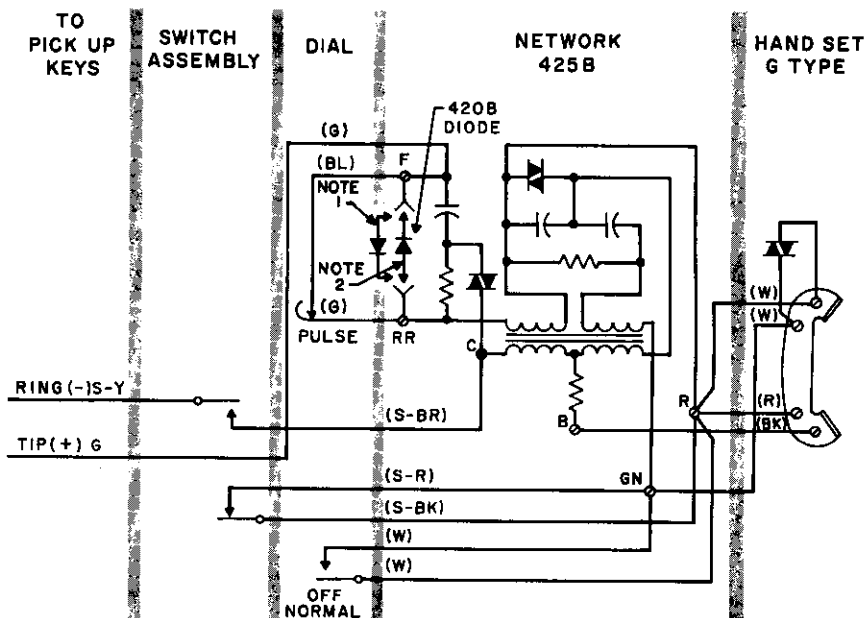 TO
PICK UP
KEYS
SWITCH
ASSEMBLY
DIAL
NETWORK
425B
HAND SET
G TYPE
420B
DIODE
(G)
(BL)
F
NOTE
1
NOTE
2
(G)
PULSE
RR
C
(W)
(W)
RING(-)S-Y
(S-BR)
R
(R)
(BK)
B
TIP(+) G
(S-R)
GN
(S-BK)
(W)
(W)
OFF
NORMAL